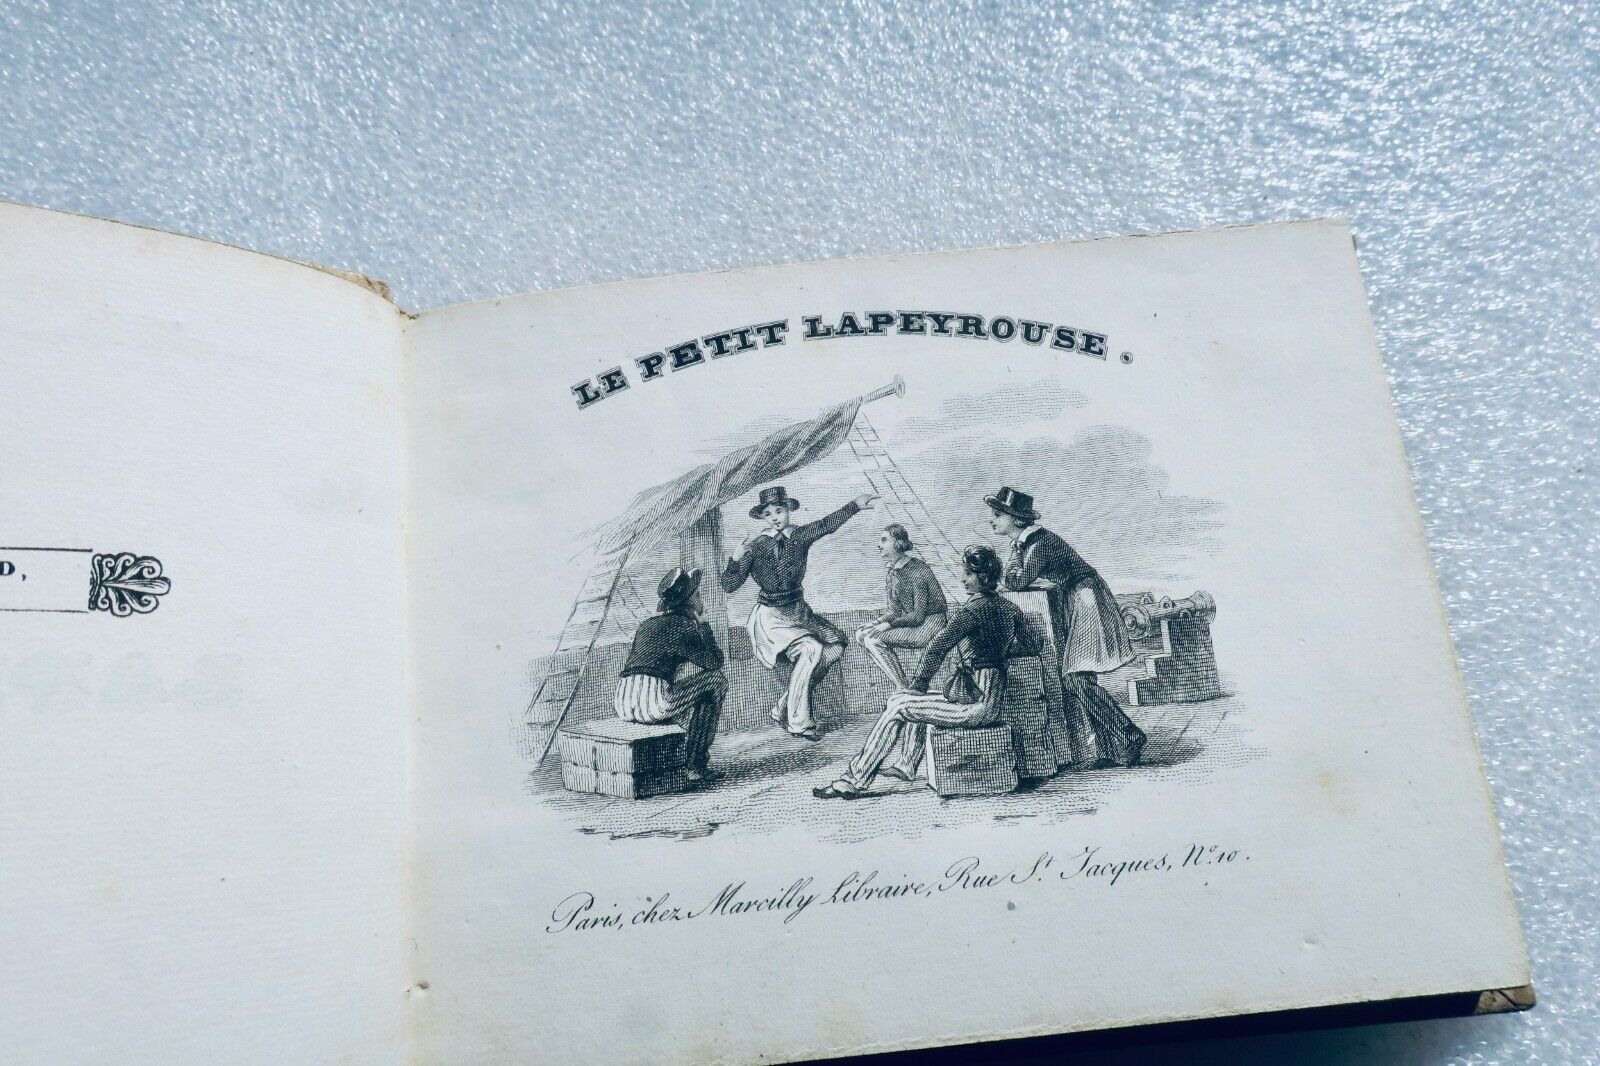 D,
LE PETIT LAPEYROUSE.
Paris, chez Marcilly Libraire, Rue St. Jacques, No. 10.